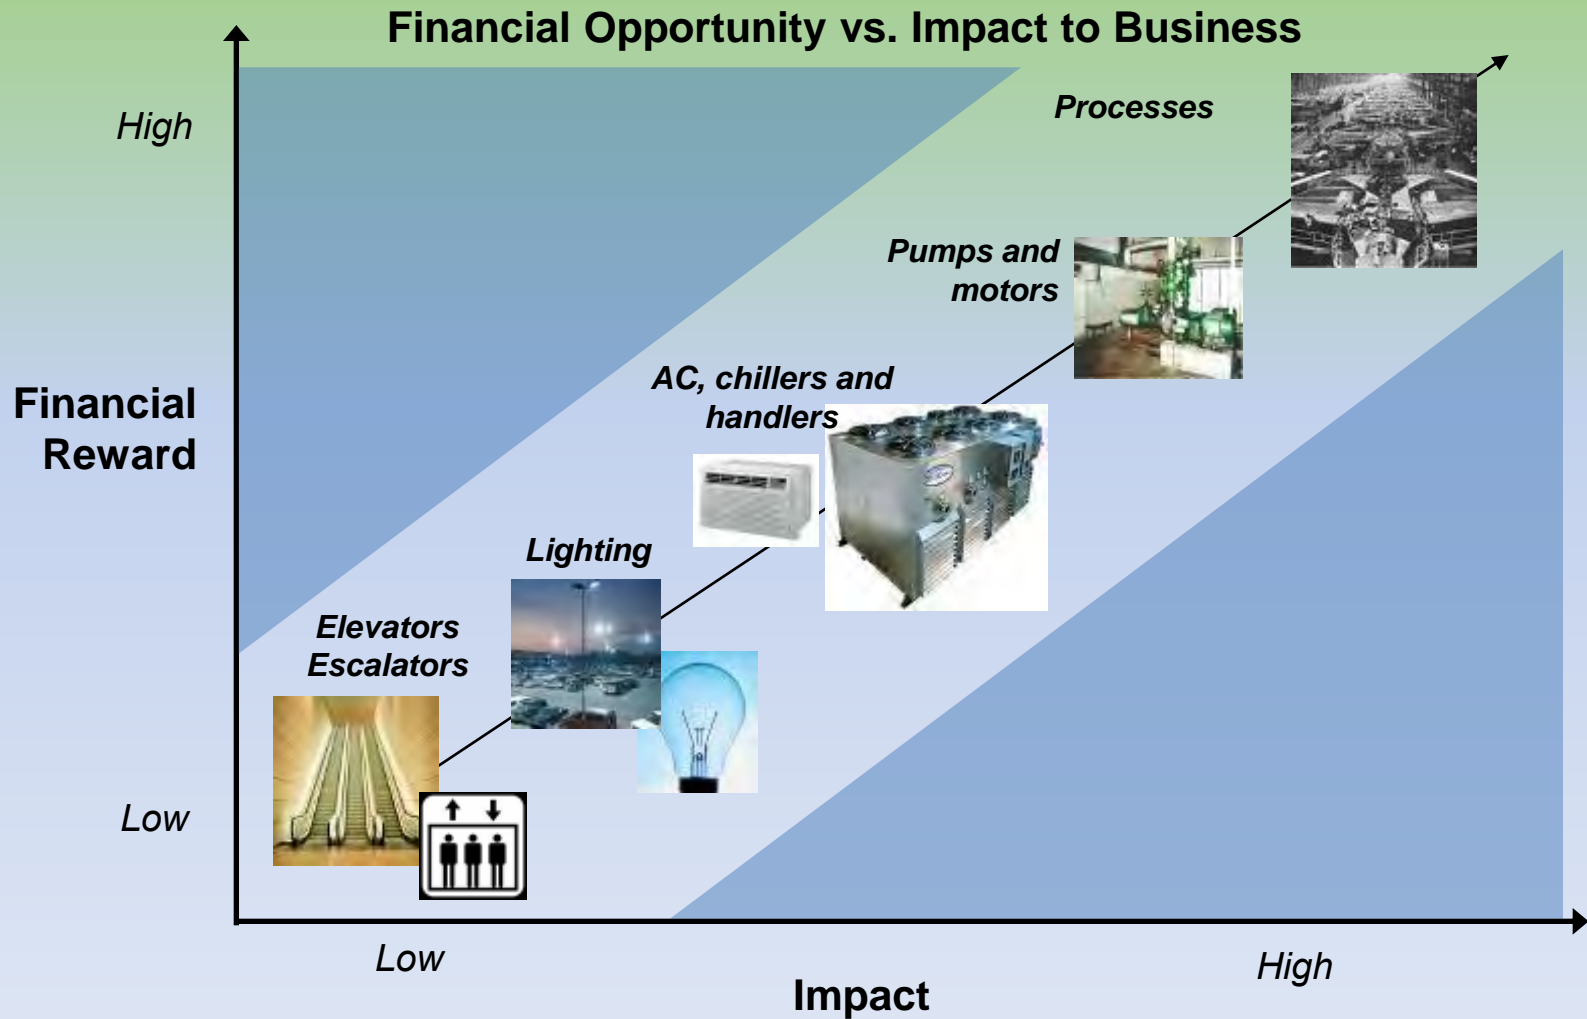 Financial Opportunity vs. Impact to Business
High
Processes
Pumps and
motors
AC, chillers and
handlers
Financial
Reward
Lighting
Elevators
Escalators
Low
Low
High
Impact